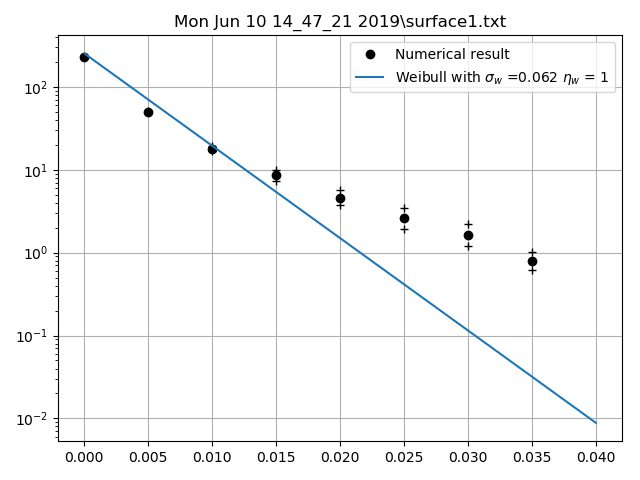 Mon Jun 10 14_47_21 2019\surface1.txt
Numerical result
Weibull with σ_w =0.062 η_w = 1
10²
10¹
10⁰
10⁻¹
10⁻²
0.000 0.005 0.010 0.015 0.020 0.025 0.030 0.035 0.040